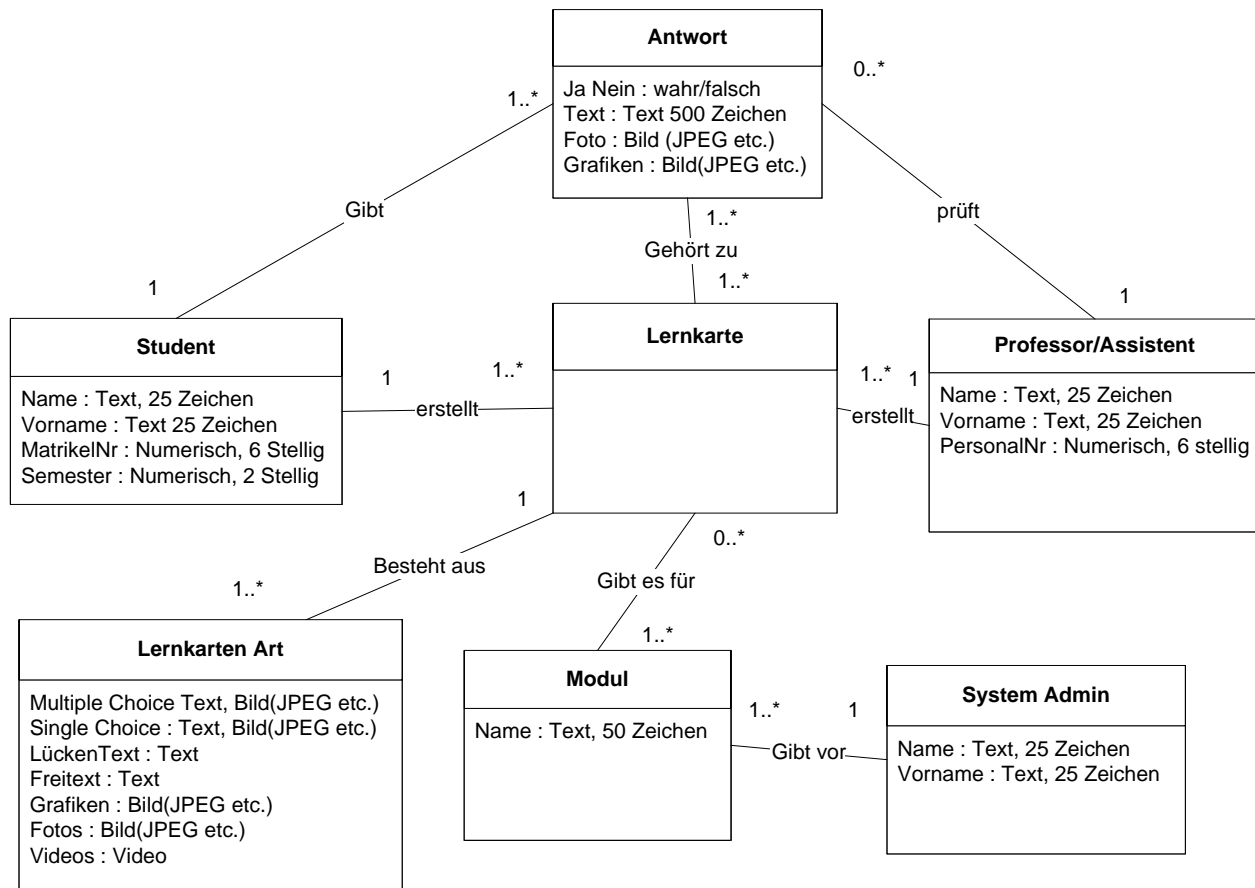 Antwort
Ja Nein : wahr/falsch
Text : Text 500 Zeichen
Foto : Bild (JPEG etc.)
Grafiken : Bild(JPEG etc.)
1..*
0..*
Gibt
prüft
1..*
Gehört zu
1..*
1
1
Student
Name : Text, 25 Zeichen
Vorname : Text 25 Zeichen
MatrikelNr : Numerisch, 6 Stellig
Semester : Numerisch, 2 Stellig
1
1..*
erstellt
Lernkarte
1..*
1
erstellt
Professor/Assistent
Name : Text, 25 Zeichen
Vorname : Text, 25 Zeichen
PersonalNr : Numerisch, 6 stellig
1
Besteht aus
1..*
0..*
Gibt es für
1..*
Lernkarten Art
Multiple Choice Text, Bild(JPEG etc.)
Single Choice : Text, Bild(JPEG etc.)
LückenText : Text
Freitext : Text
Grafiken : Bild(JPEG etc.)
Fotos : Bild(JPEG etc.)
Videos : Video
Modul
Name : Text, 50 Zeichen
1..*
1
Gibt vor
System Admin
Name : Text, 25 Zeichen
Vorname : Text, 25 Zeichen